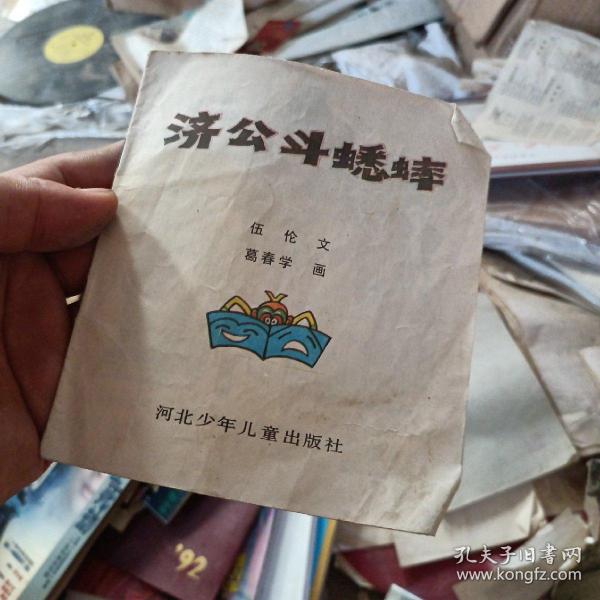 济公斗蟋蟀
伍伦 文
葛春学 画
河北少年儿童出版社
'92
孔夫子旧书网
www.kongfz.com